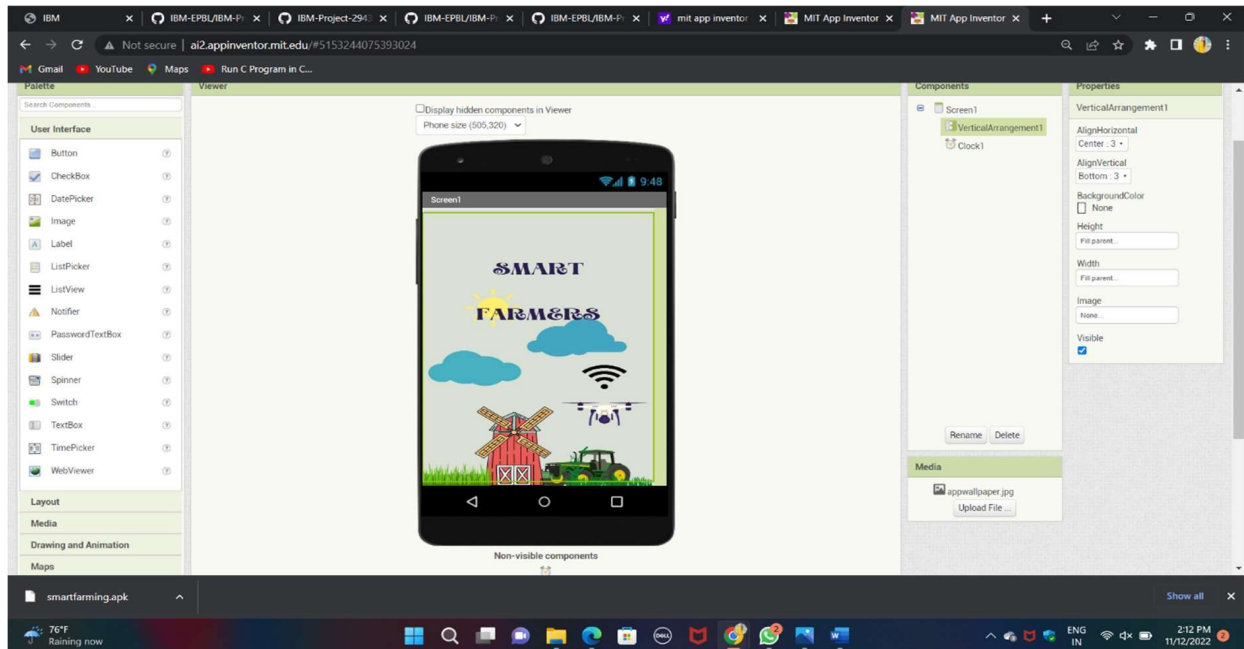 IBM
IBM-EPBL/IBM-Pr
IBM-Project-2943
IBM-EPBL/IBM-Pr
IBM-EPBL/IBM-Pr
mit app inventor
MIT App Inventor
MIT App Inventor
Not secure | ai2.appinventor.mit.edu/#5153244075393024
Gmail YouTube Maps Run C Program in C...
Palette
Search Components...
User Interface
Button
CheckBox
DatePicker
Image
Label
ListPicker
ListView
Notifier
PasswordTextBox
Slider
Spinner
Switch
TextBox
TimePicker
WebViewer
Layout
Media
Drawing and Animation
Maps
Viewer
Display hidden components in Viewer
Phone size (505,320)
9:48
Screen1
SMART
FARMERS
Non-visible components
Components
Screen1
VerticalArrangement1
Clock1
Rename Delete
Media
appwallpaper.jpg
Upload File ...
Properties
VerticalArrangement1
AlignHorizontal
Center : 3
AlignVertical
Bottom : 3
BackgroundColor
None
Height
Fill parent...
Width
Fill parent...
Image
None...
Visible
smartfarming.apk
Show all
76°F
Raining now
DELL
ENG
IN
2:12 PM
11/12/2022
2
2